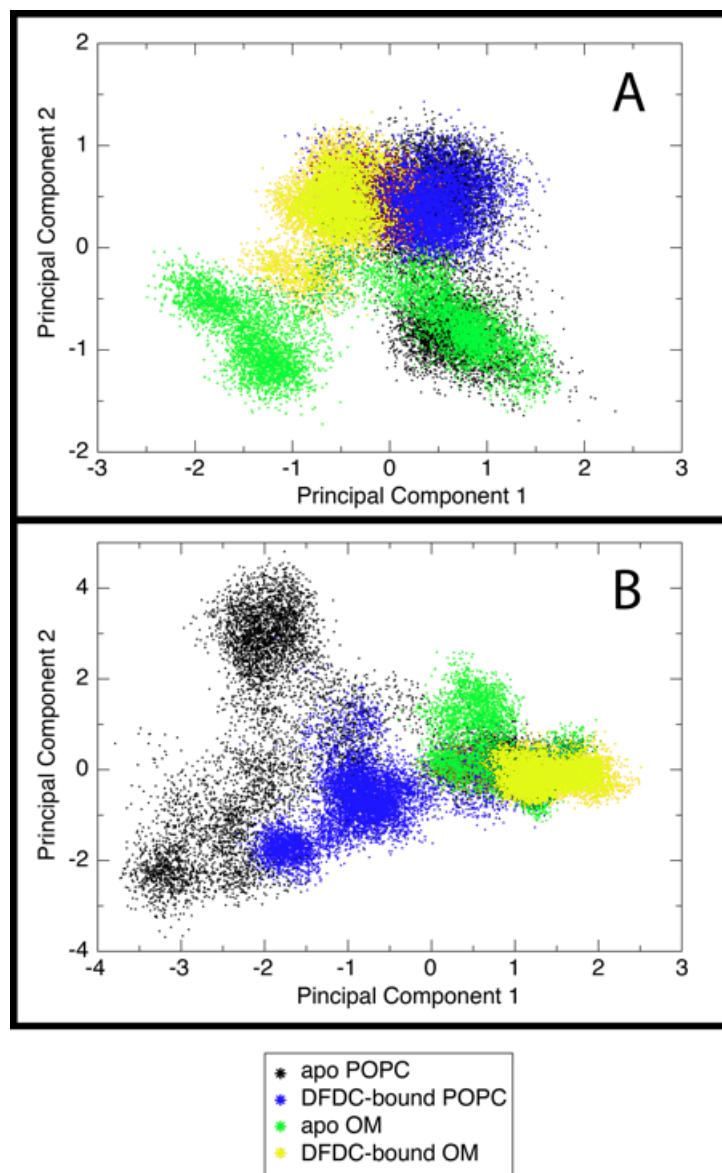 A
2
1
0
-1
-2
Principal Component 2
-3 -2 -1 0 1 2 3
Principal Component 1
B
4
2
0
-2
-4
Principal Component 2
-4 -3 -2 -1 0 1 2 3
Pincipal Component 1
apo POPC
DFDC-bound POPC
apo OM
DFDC-bound OM